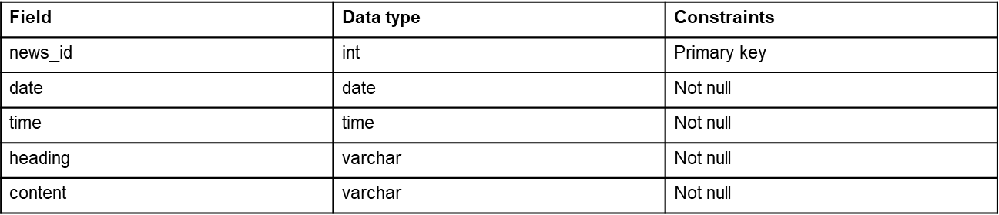 Field Data type Constraints
news_id int Primary key
date date Not null
time time Not null
heading varchar Not null
content varchar Not null